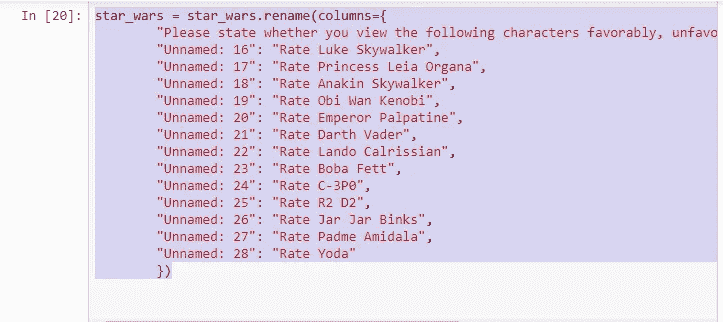 In [20]: star_wars = star_wars.rename(columns={
"Please state whether you view the following characters favorably, unfavo
"Unnamed: 16": "Rate Luke Skywalker",
"Unnamed: 17": "Rate Princess Leia Organa",
"Unnamed: 18": "Rate Anakin Skywalker",
"Unnamed: 19": "Rate Obi Wan Kenobi",
"Unnamed: 20": "Rate Emperor Palpatine",
"Unnamed: 21": "Rate Darth Vader",
"Unnamed: 22": "Rate Lando Calrissian",
"Unnamed: 23": "Rate Boba Fett",
"Unnamed: 24": "Rate C-3P0",
"Unnamed: 25": "Rate R2 D2",
"Unnamed: 26": "Rate Jar Jar Binks",
"Unnamed: 27": "Rate Padme Amidala",
"Unnamed: 28": "Rate Yoda"
})